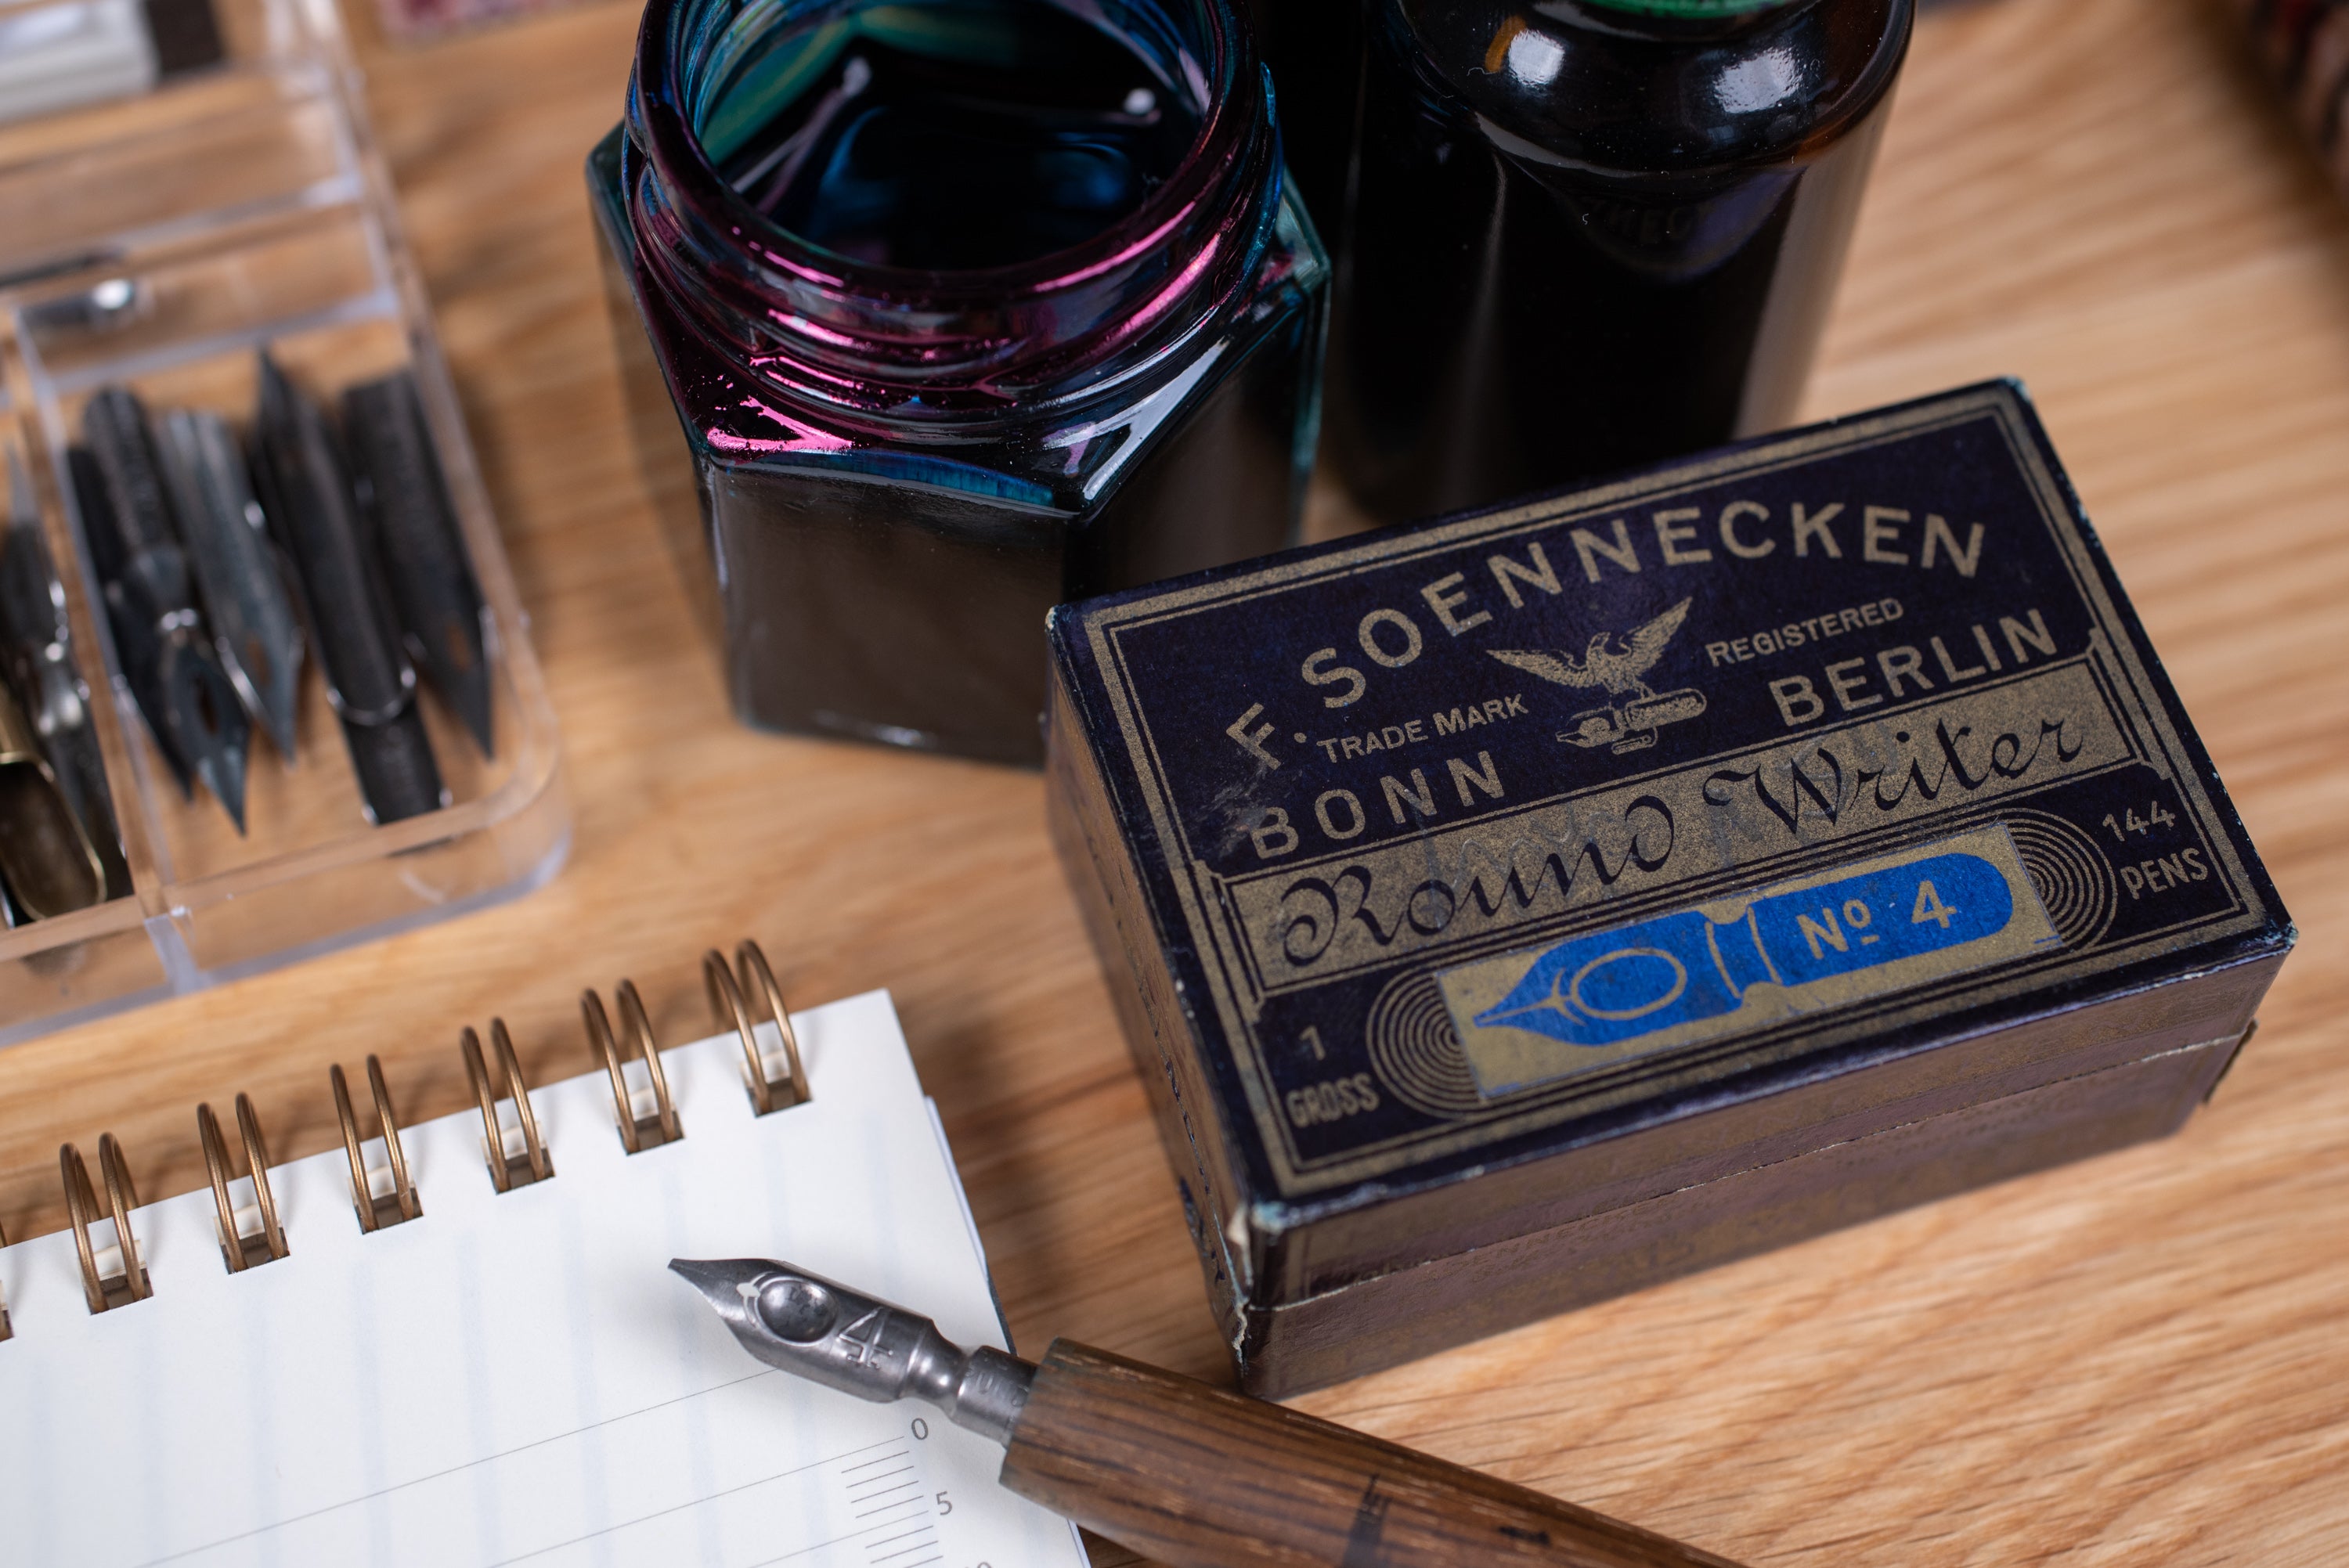 F. SOENNECKEN
TRADE MARK
REGISTERED
BONN
BERLIN
Round Writer
Nº 4
1
GROSS
144
PENS
4
0
5